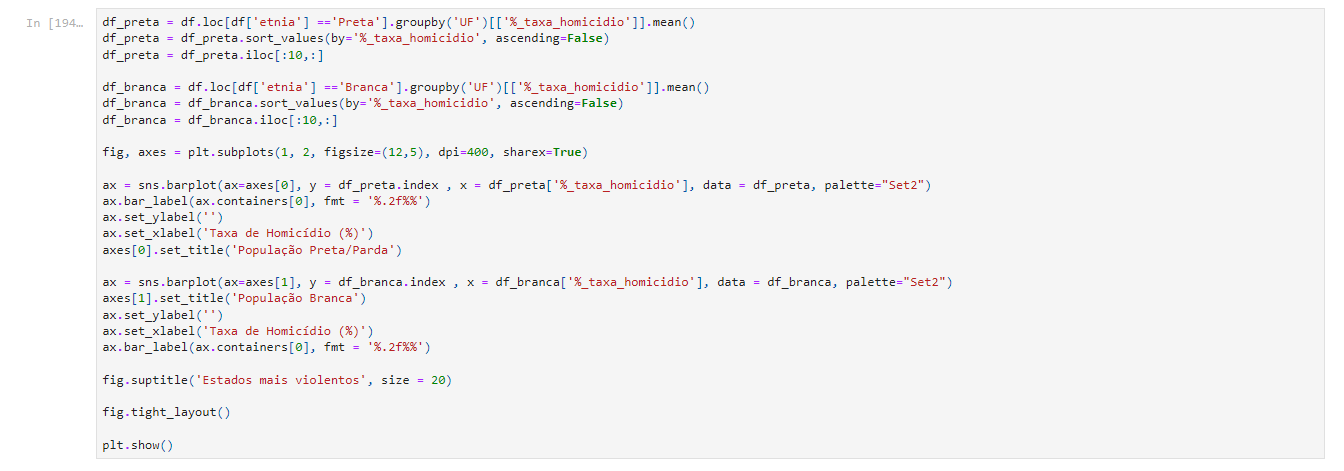 In [194…
df_preta = df.loc[df['etnia'] =='Preta'].groupby('UF')[['%_taxa_homicidio']].mean()
df_preta = df_preta.sort_values(by='%_taxa_homicidio', ascending=False)
df_preta = df_preta.iloc[:10,:]

df_branca = df.loc[df['etnia'] =='Branca'].groupby('UF')[['%_taxa_homicidio']].mean()
df_branca = df_branca.sort_values(by='%_taxa_homicidio', ascending=False)
df_branca = df_branca.iloc[:10,:]

fig, axes = plt.subplots(1, 2, figsize=(12,5), dpi=400, sharex=True)

ax = sns.barplot(ax=axes[0], y = df_preta.index , x = df_preta['%_taxa_homicidio'], data = df_preta, palette="Set2")
ax.bar_label(ax.containers[0], fmt = '%.2f%%')
ax.set_ylabel('')
ax.set_xlabel('Taxa de Homicídio (%)')
axes[0].set_title('População Preta/Parda')

ax = sns.barplot(ax=axes[1], y = df_branca.index , x = df_branca['%_taxa_homicidio'], data = df_branca, palette="Set2")
axes[1].set_title('População Branca')
ax.set_ylabel('')
ax.set_xlabel('Taxa de Homicídio (%)')
ax.bar_label(ax.containers[0], fmt = '%.2f%%')

fig.suptitle('Estados mais violentos', size = 20)

fig.tight_layout()

plt.show()